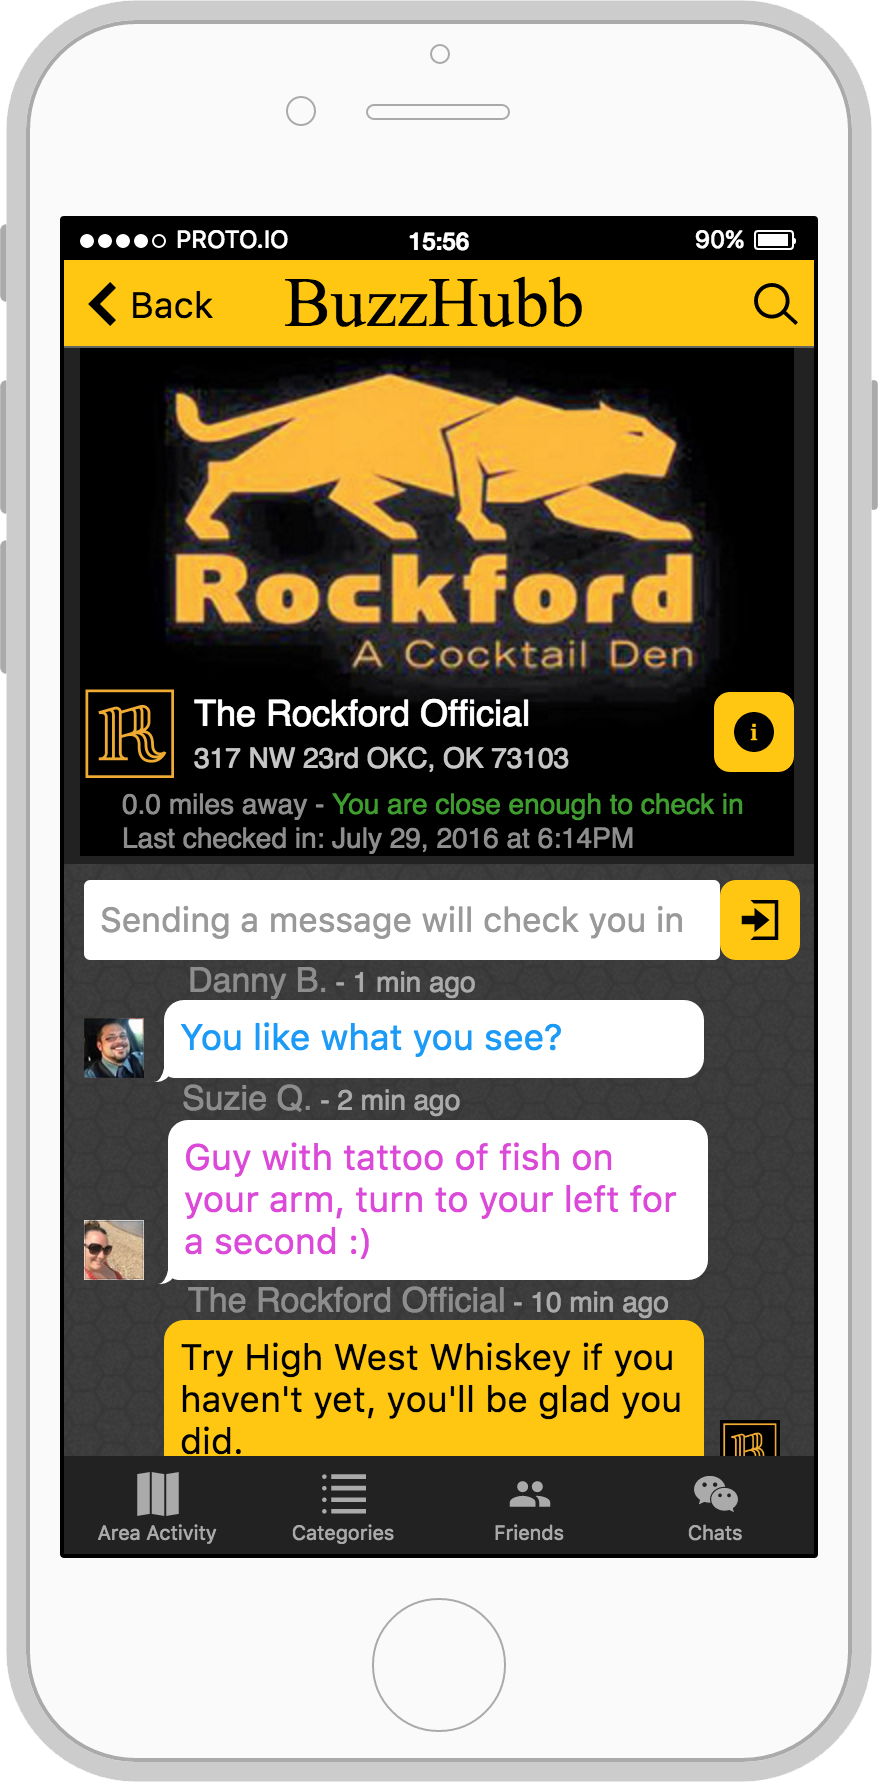 PROTO.IO 15:56 90%
Back BuzzHubb
Rockford
A Cocktail Den
R The Rockford Official
i
317 NW 23rd OKC, OK 73103
0.0 miles away - You are close enough to check in
Last checked in: July 29, 2016 at 6:14PM
Sending a message will check you in
Danny B. - 1 min ago
You like what you see?
Suzie Q. - 2 min ago
Guy with tattoo of fish on
your arm, turn to your left for
a second :)
The Rockford Official - 10 min ago
Try High West Whiskey if you
haven't yet, you'll be glad you
did.
R
Area Activity Categories Friends Chats